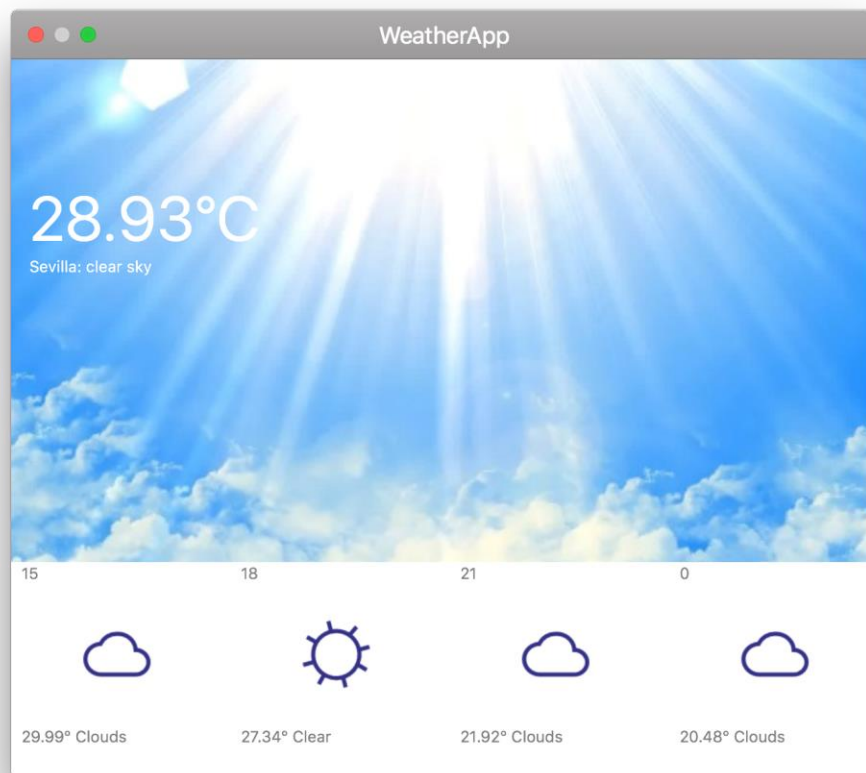 WeatherApp
28.93°C
Sevilla: clear sky
15 18 21 0
29.99° Clouds 27.34° Clear 21.92° Clouds 20.48° Clouds